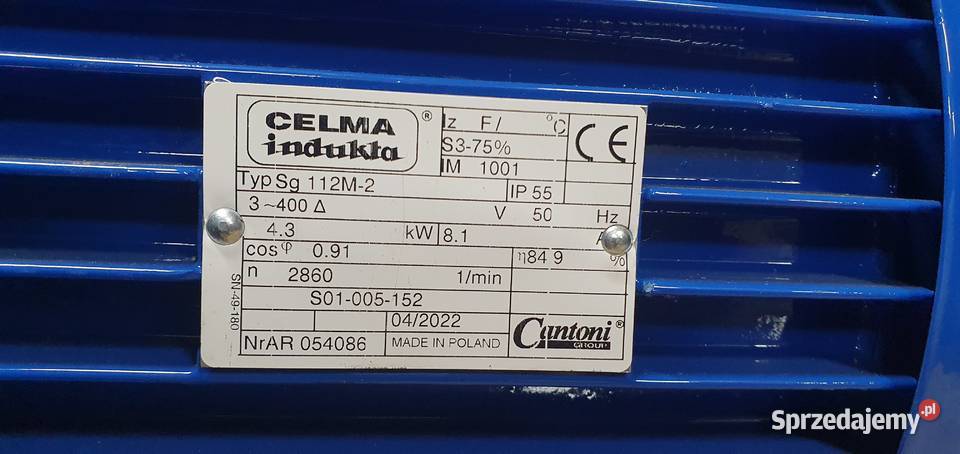 CELMA ®
indukta
Iz F/ °C
S3-75%
IM 1001
CE
Typ Sg 112M-2 IP 55
3~400 Δ V 50 Hz
4.3 kW 8.1
cos φ 0.91 η84 9 %
n 2860 1/min
S01-005-152
04/2022
NrAR 054086 MADE IN POLAND
Cantoni ®
GROUP
SN-49-180
Sprzedajemy.pl